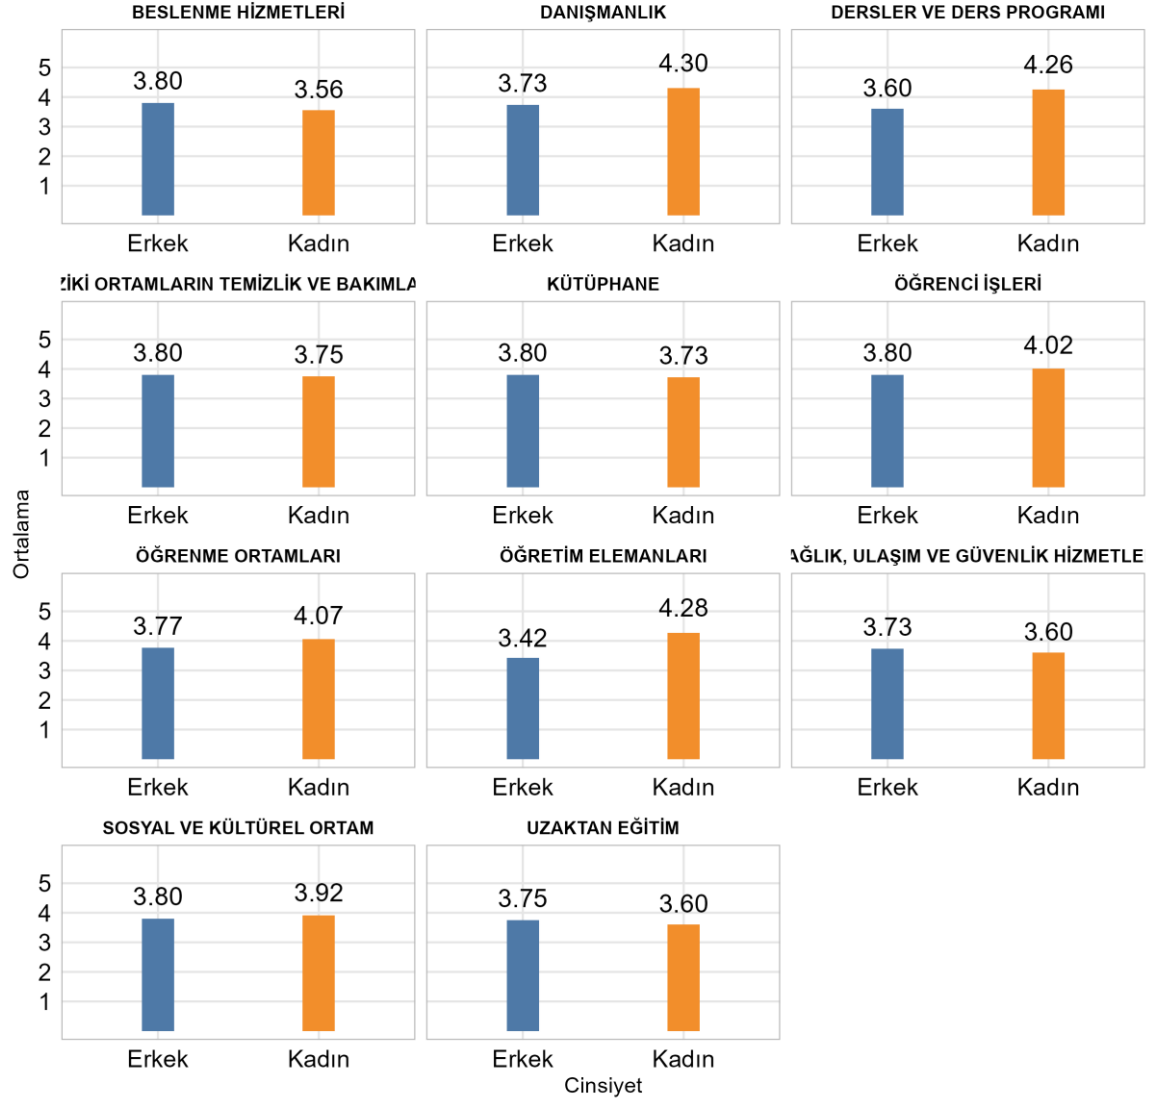 BESLENME HİZMETLERİ
DANIŞMANLIK
DERSLER VE DERS PROGRAMI
5
4
3
2
1
3.80
3.56
3.73
4.30
3.60
4.26
Erkek
Kadın
Erkek
Kadın
Erkek
Kadın
ZİKİ ORTAMLARIN TEMİZLİK VE BAKIMLA
KÜTÜPHANE
ÖĞRENCİ İŞLERİ
5
4
3
2
1
3.80
3.75
3.80
3.73
3.80
4.02
Erkek
Kadın
Erkek
Kadın
Erkek
Kadın
Ortalama
ÖĞRENME ORTAMLARI
ÖĞRETİM ELEMANLARI
AĞLIK, ULAŞIM VE GÜVENLİK HİZMETLE
5
4
3
2
1
3.77
4.07
3.42
4.28
3.73
3.60
Erkek
Kadın
Erkek
Kadın
Erkek
Kadın
SOSYAL VE KÜLTÜREL ORTAM
UZAKTAN EĞİTİM
5
4
3
2
1
3.80
3.92
3.75
3.60
Erkek
Kadın
Erkek
Kadın
Cinsiyet